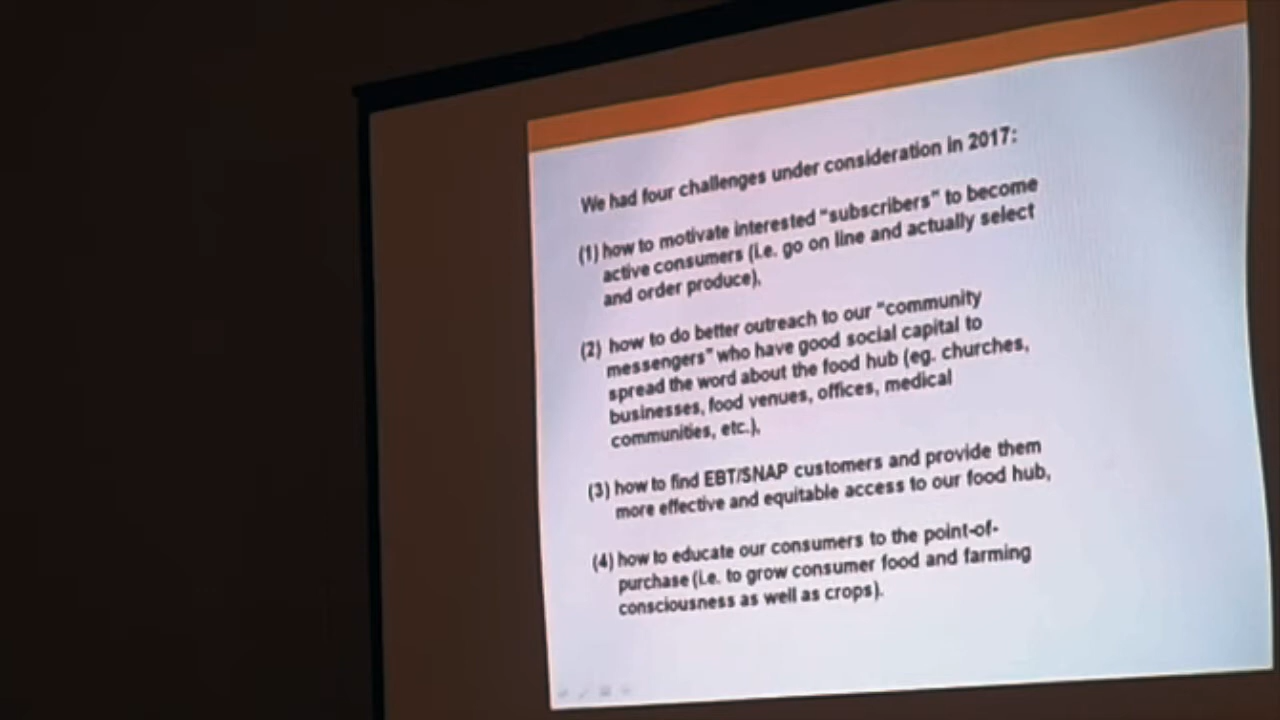 We had four challenges under consideration in 2017:
(1) how to motivate interested "subscribers" to become
active consumers (i.e. go on line and actually select
and order produce),
(2) how to do better outreach to our "community
messengers" who have good social capital to
spread the word about the food hub (eg. churches,
businesses, food venues, offices, medical
communities, etc.),
(3) how to find EBT/SNAP customers and provide them
more effective and equitable access to our food hub,
(4) how to educate our consumers to the point-of-
purchase (i.e. to grow consumer food and farming
consciousness as well as crops).